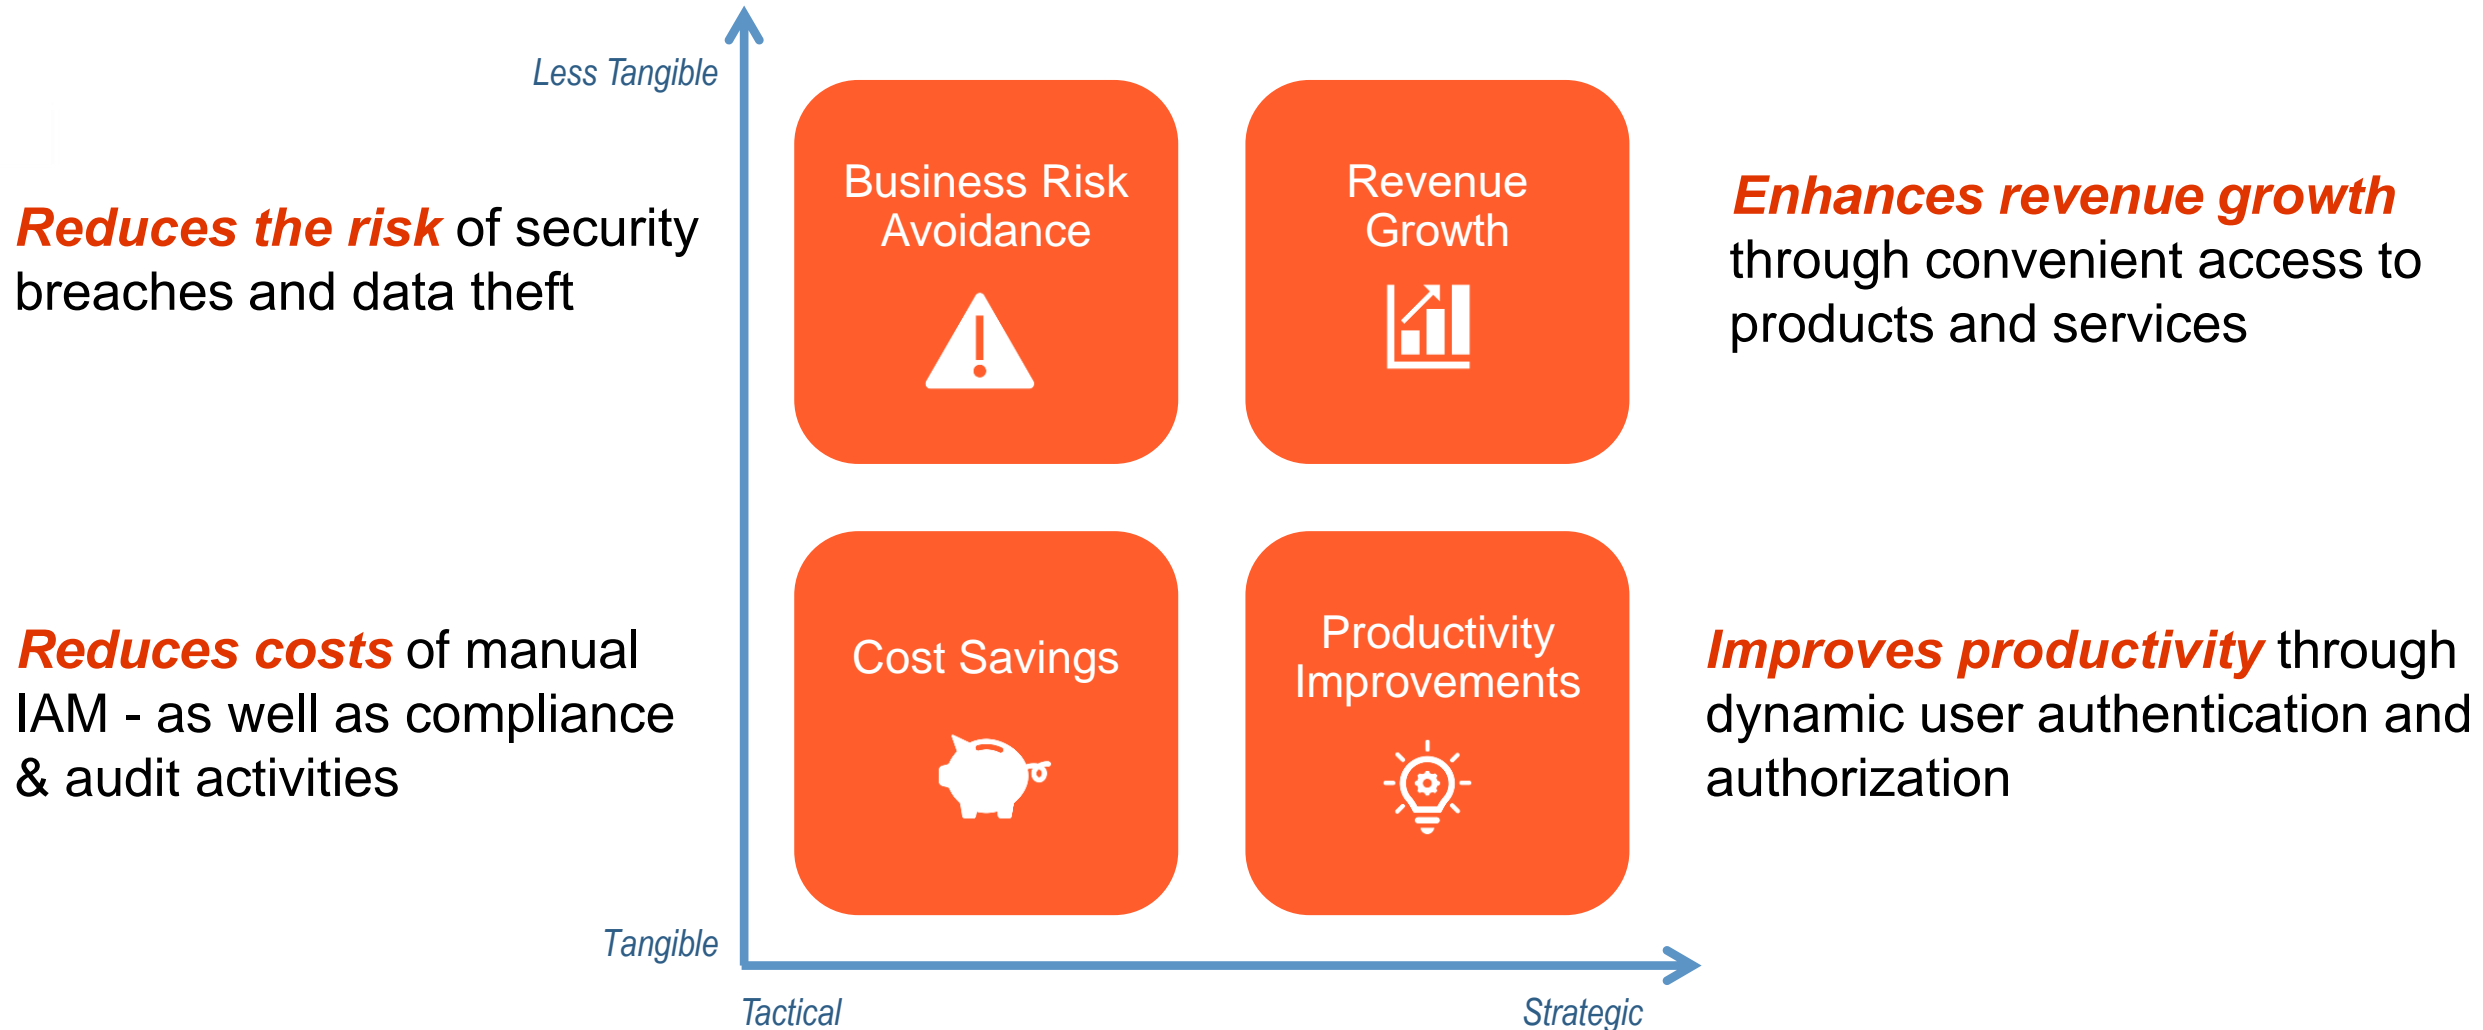 Less Tangible
Reduces the risk of security
breaches and data theft
Business Risk
Avoidance
Revenue
Growth
Enhances revenue growth
through convenient access to
products and services
Reduces costs of manual
IAM - as well as compliance
& audit activities
Cost Savings
Productivity
Improvements
Improves productivity through
dynamic user authentication and
authorization
Tangible
Tactical
Strategic